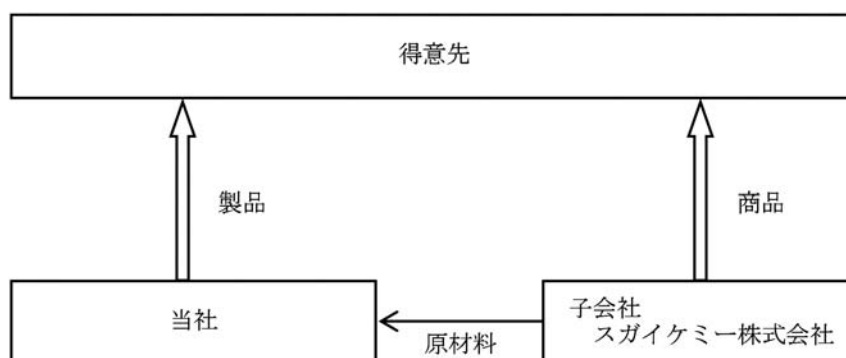 得意先
製品
商品
当社
原材料
子会社
スガイケミー株式会社